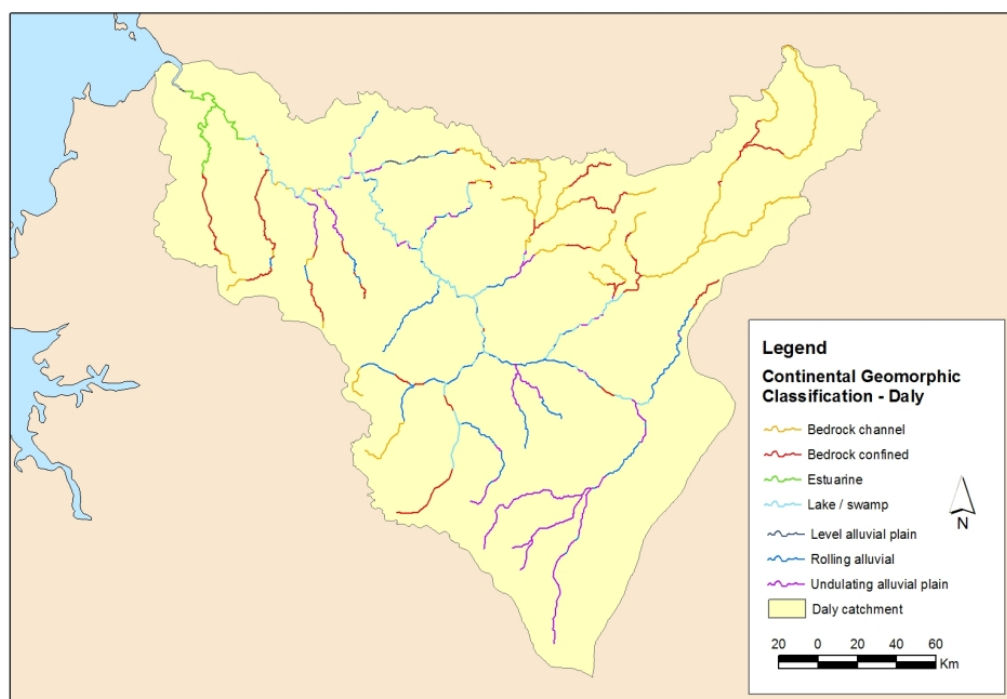 Legend
Continental Geomorphic
Classification - Daly
Bedrock channel
Bedrock confined
Estuarine
Lake / swamp
Level alluvial plain
Rolling alluvial
Undulating alluvial plain
Daly catchment
N
20 0 20 40 60
Km